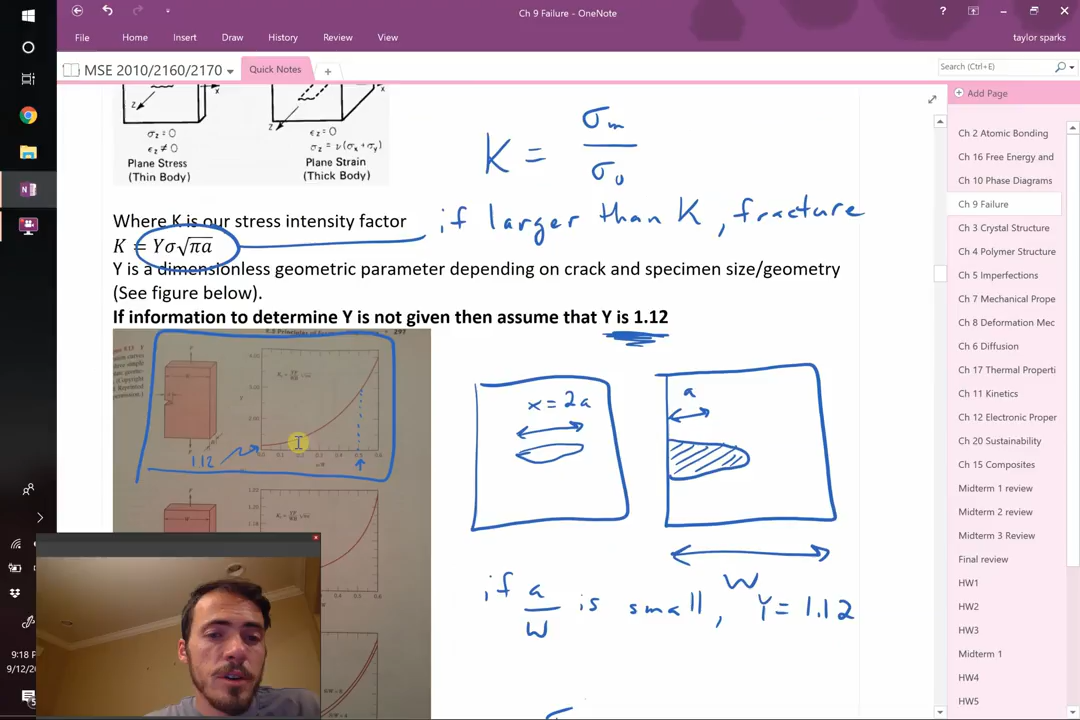 Ch 9 Failure - OneNote
taylor sparks
File Home Insert Draw History Review View
MSE 2010/2160/2170
Quick Notes
Search (Ctrl+E)
Add Page
Ch 2 Atomic Bonding
Ch 16 Free Energy and
Ch 10 Phase Diagrams
Ch 9 Failure
Ch 3 Crystal Structure
Ch 4 Polymer Structure
Ch 5 Imperfections
Ch 7 Mechanical Prope
Ch 8 Deformation Mec
Ch 6 Diffusion
Ch 17 Thermal Properti
Ch 11 Kinetics
Ch 12 Electronic Proper
Ch 20 Sustainability
Ch 15 Composites
Midterm 1 review
Midterm 2 review
Midterm 3 Review
Final review
HW1
HW2
HW3
Midterm 1
HW4
HW5
z x
σz = 0
εz ≠ 0
Plane Stress
(Thin Body)
z
εz = 0
σz = ν(σx + σy)
Plane Strain
(Thick Body)
K = σm / σ0
Where K is our stress intensity factor
if larger than K, fracture
K = Yσ√πa
Y is a dimensionless geometric parameter depending on crack and specimen size/geometry
(See figure below).
If information to determine Y is not given then assume that Y is 1.12
297
1.12
x = 2a
a
W
if a/W is small, Y = 1.12
σ
9:18 P
9/12/20